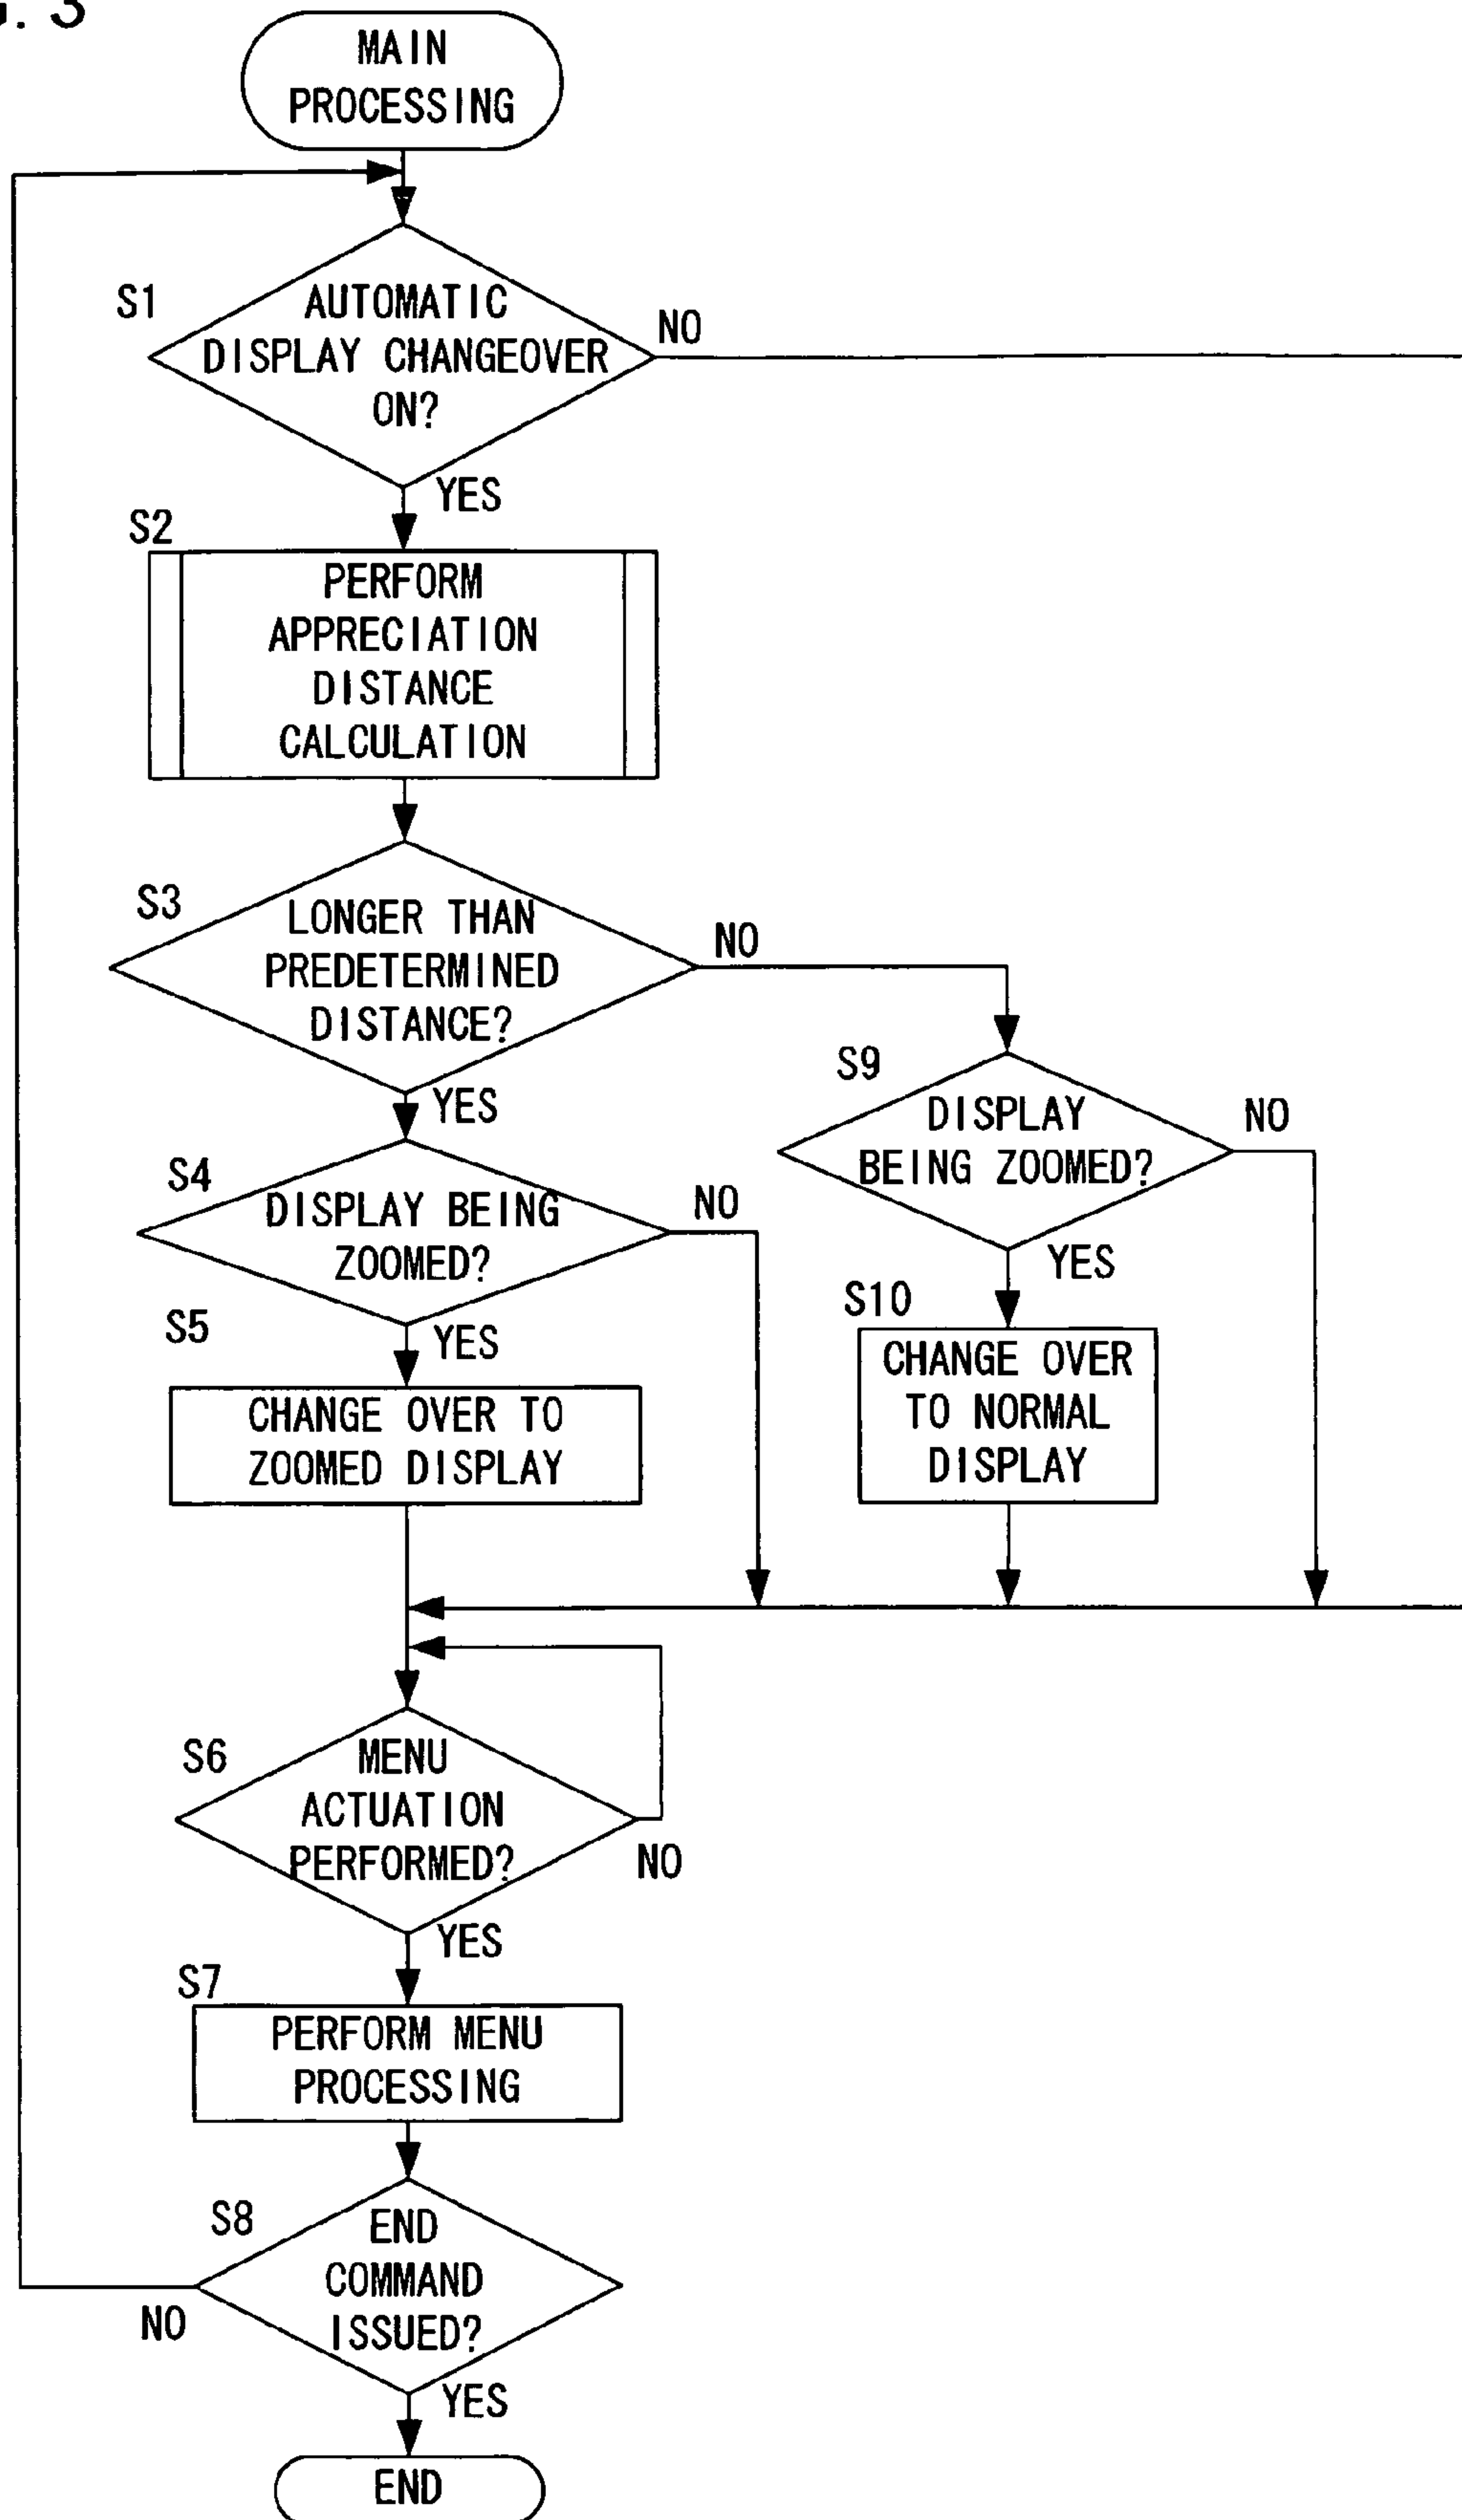 . 3
MAIN
PROCESSING
S1
AUTOMATIC
DISPLAY CHANGEOVER
ON?
NO
YES
S2
PERFORM
APPRECIATION
DISTANCE
CALCULATION
S3
LONGER THAN
PREDETERMINED
DISTANCE?
NO
YES
S4
DISPLAY BEING
ZOOMED?
NO
YES
S5
CHANGE OVER TO
ZOOMED DISPLAY
S9
DISPLAY
BEING ZOOMED?
NO
YES
S10
CHANGE OVER
TO NORMAL
DISPLAY
S6
MENU
ACTUATION
PERFORMED?
NO
YES
S7
PERFORM MENU
PROCESSING
S8
END
COMMAND
ISSUED?
NO
YES
END